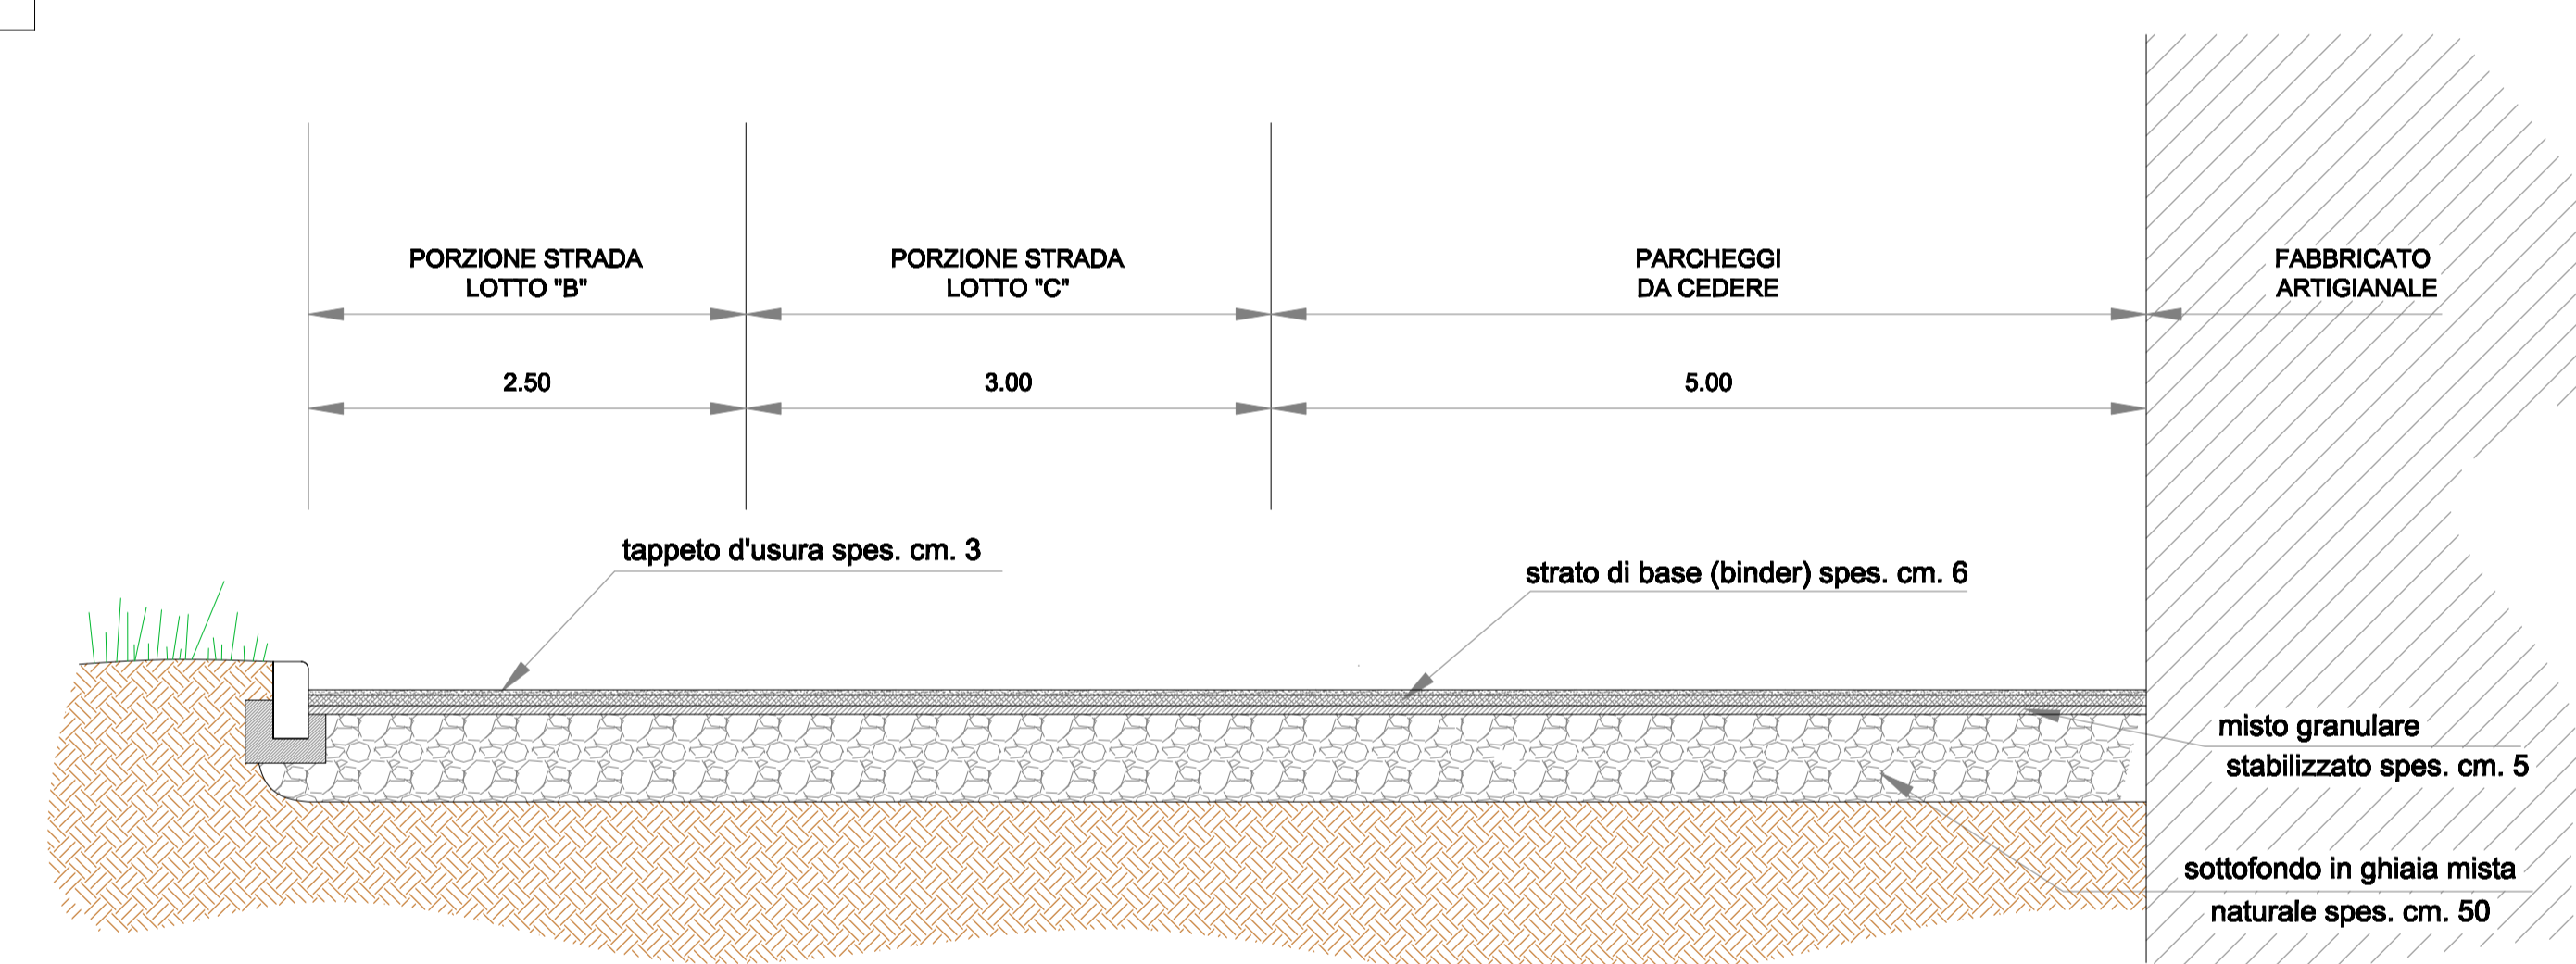 PORZIONE STRADA
LOTTO "B"
PORZIONE STRADA
LOTTO "C"
PARCHEGGI
DA CEDERE
FABBRICATO
ARTIGIANALE
2.50
3.00
5.00
tappeto d'usura spes. cm. 3
strato di base (binder) spes. cm. 6
misto granulare
stabilizzato spes. cm. 5
sottofondo in ghiaia mista
naturale spes. cm. 50